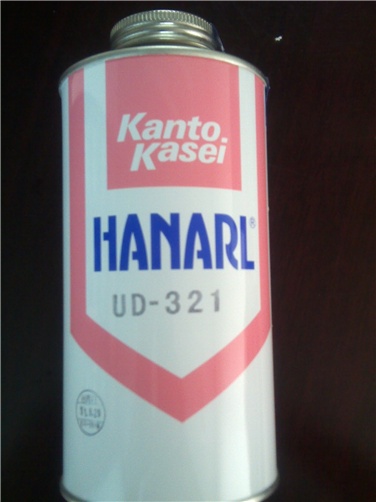 Kanto
Kasei
HANARL®
UD-321